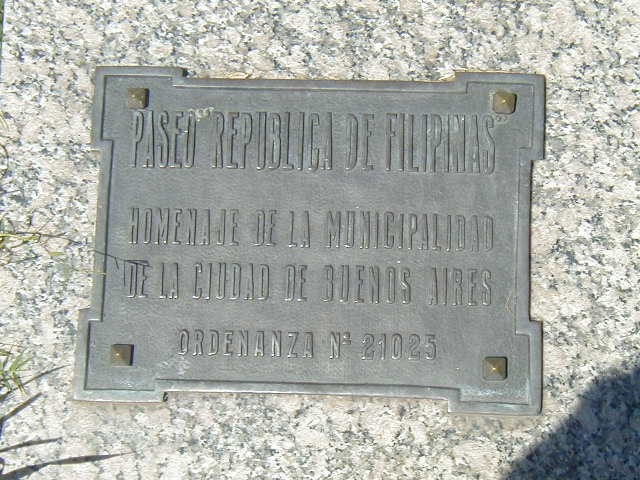 PASEO "REPUBLICA DE FILIPINAS"
HOMENAJE DE LA MUNICIPALIDAD
DE LA CIUDAD DE BUENOS AIRES
ORDENANZA Nº 21025